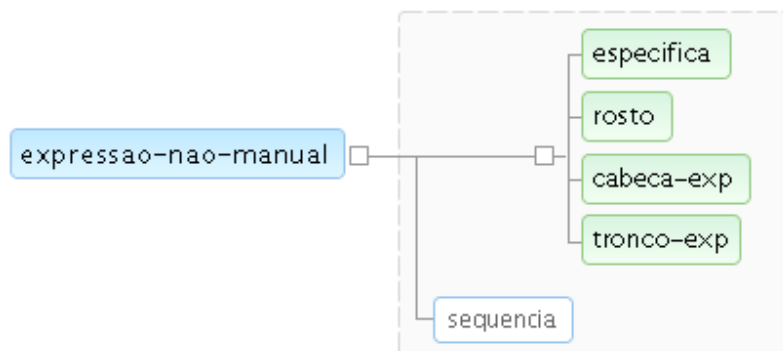 especifica
rosto
expressao-nao-manual
cabeca-exp
tronco-exp
sequencia